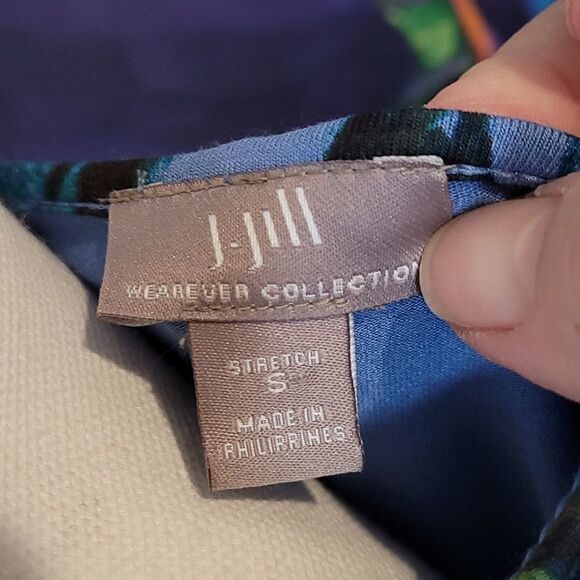 J.Jill
WEAREVER COLLECTION
STRETCH
S
MADE IN
PHILIPPINES